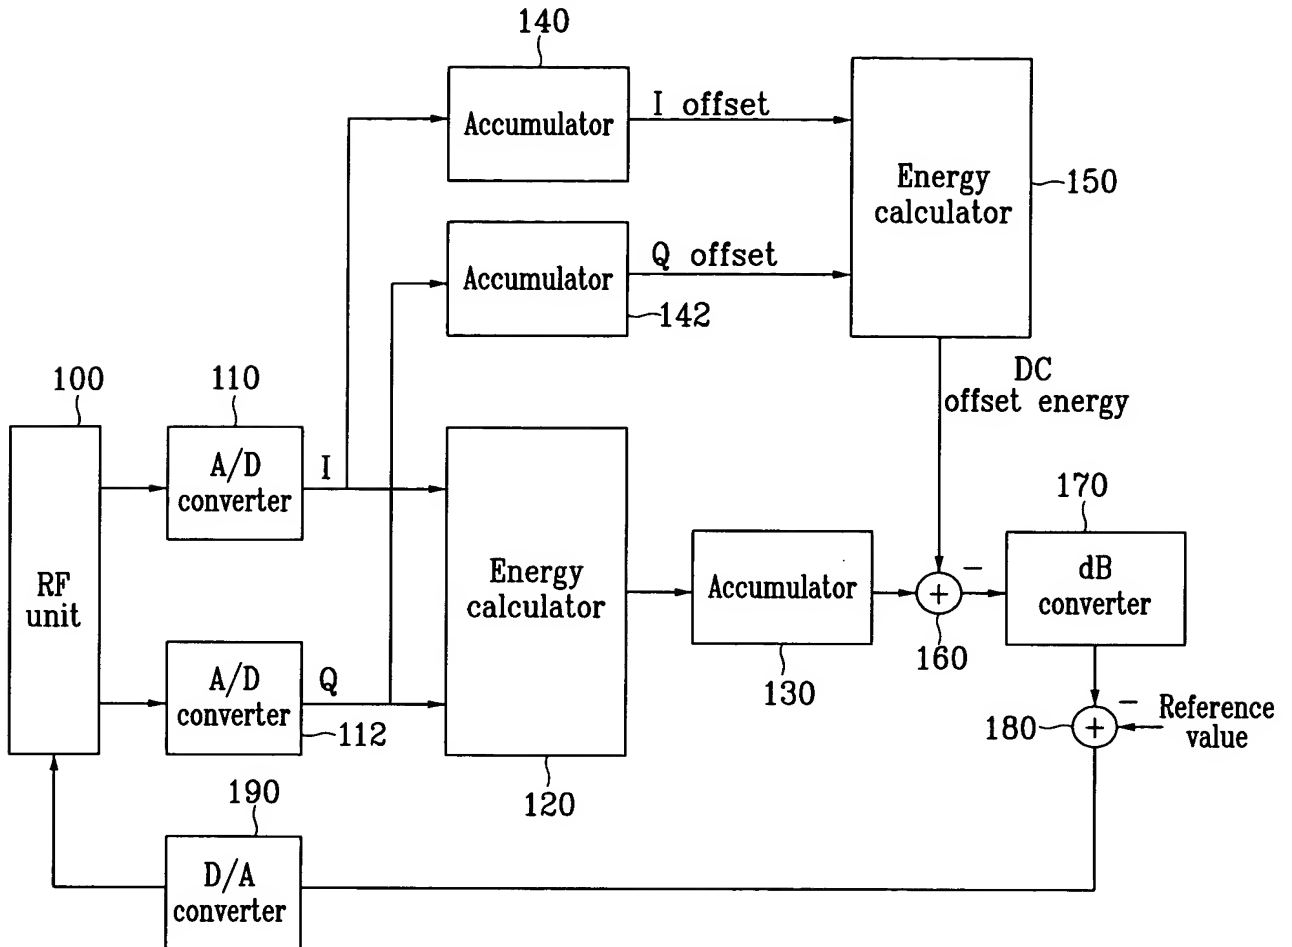 140
Accumulator
I offset
Energy
calculator
150
Accumulator
Q offset
142
DC
offset energy
100
110
RF
unit
A/D
converter
I
A/D
converter
Q
112
Energy
calculator
120
Accumulator
130
+
−
160
170
dB
converter
180
+
−
Reference
value
190
D/A
converter